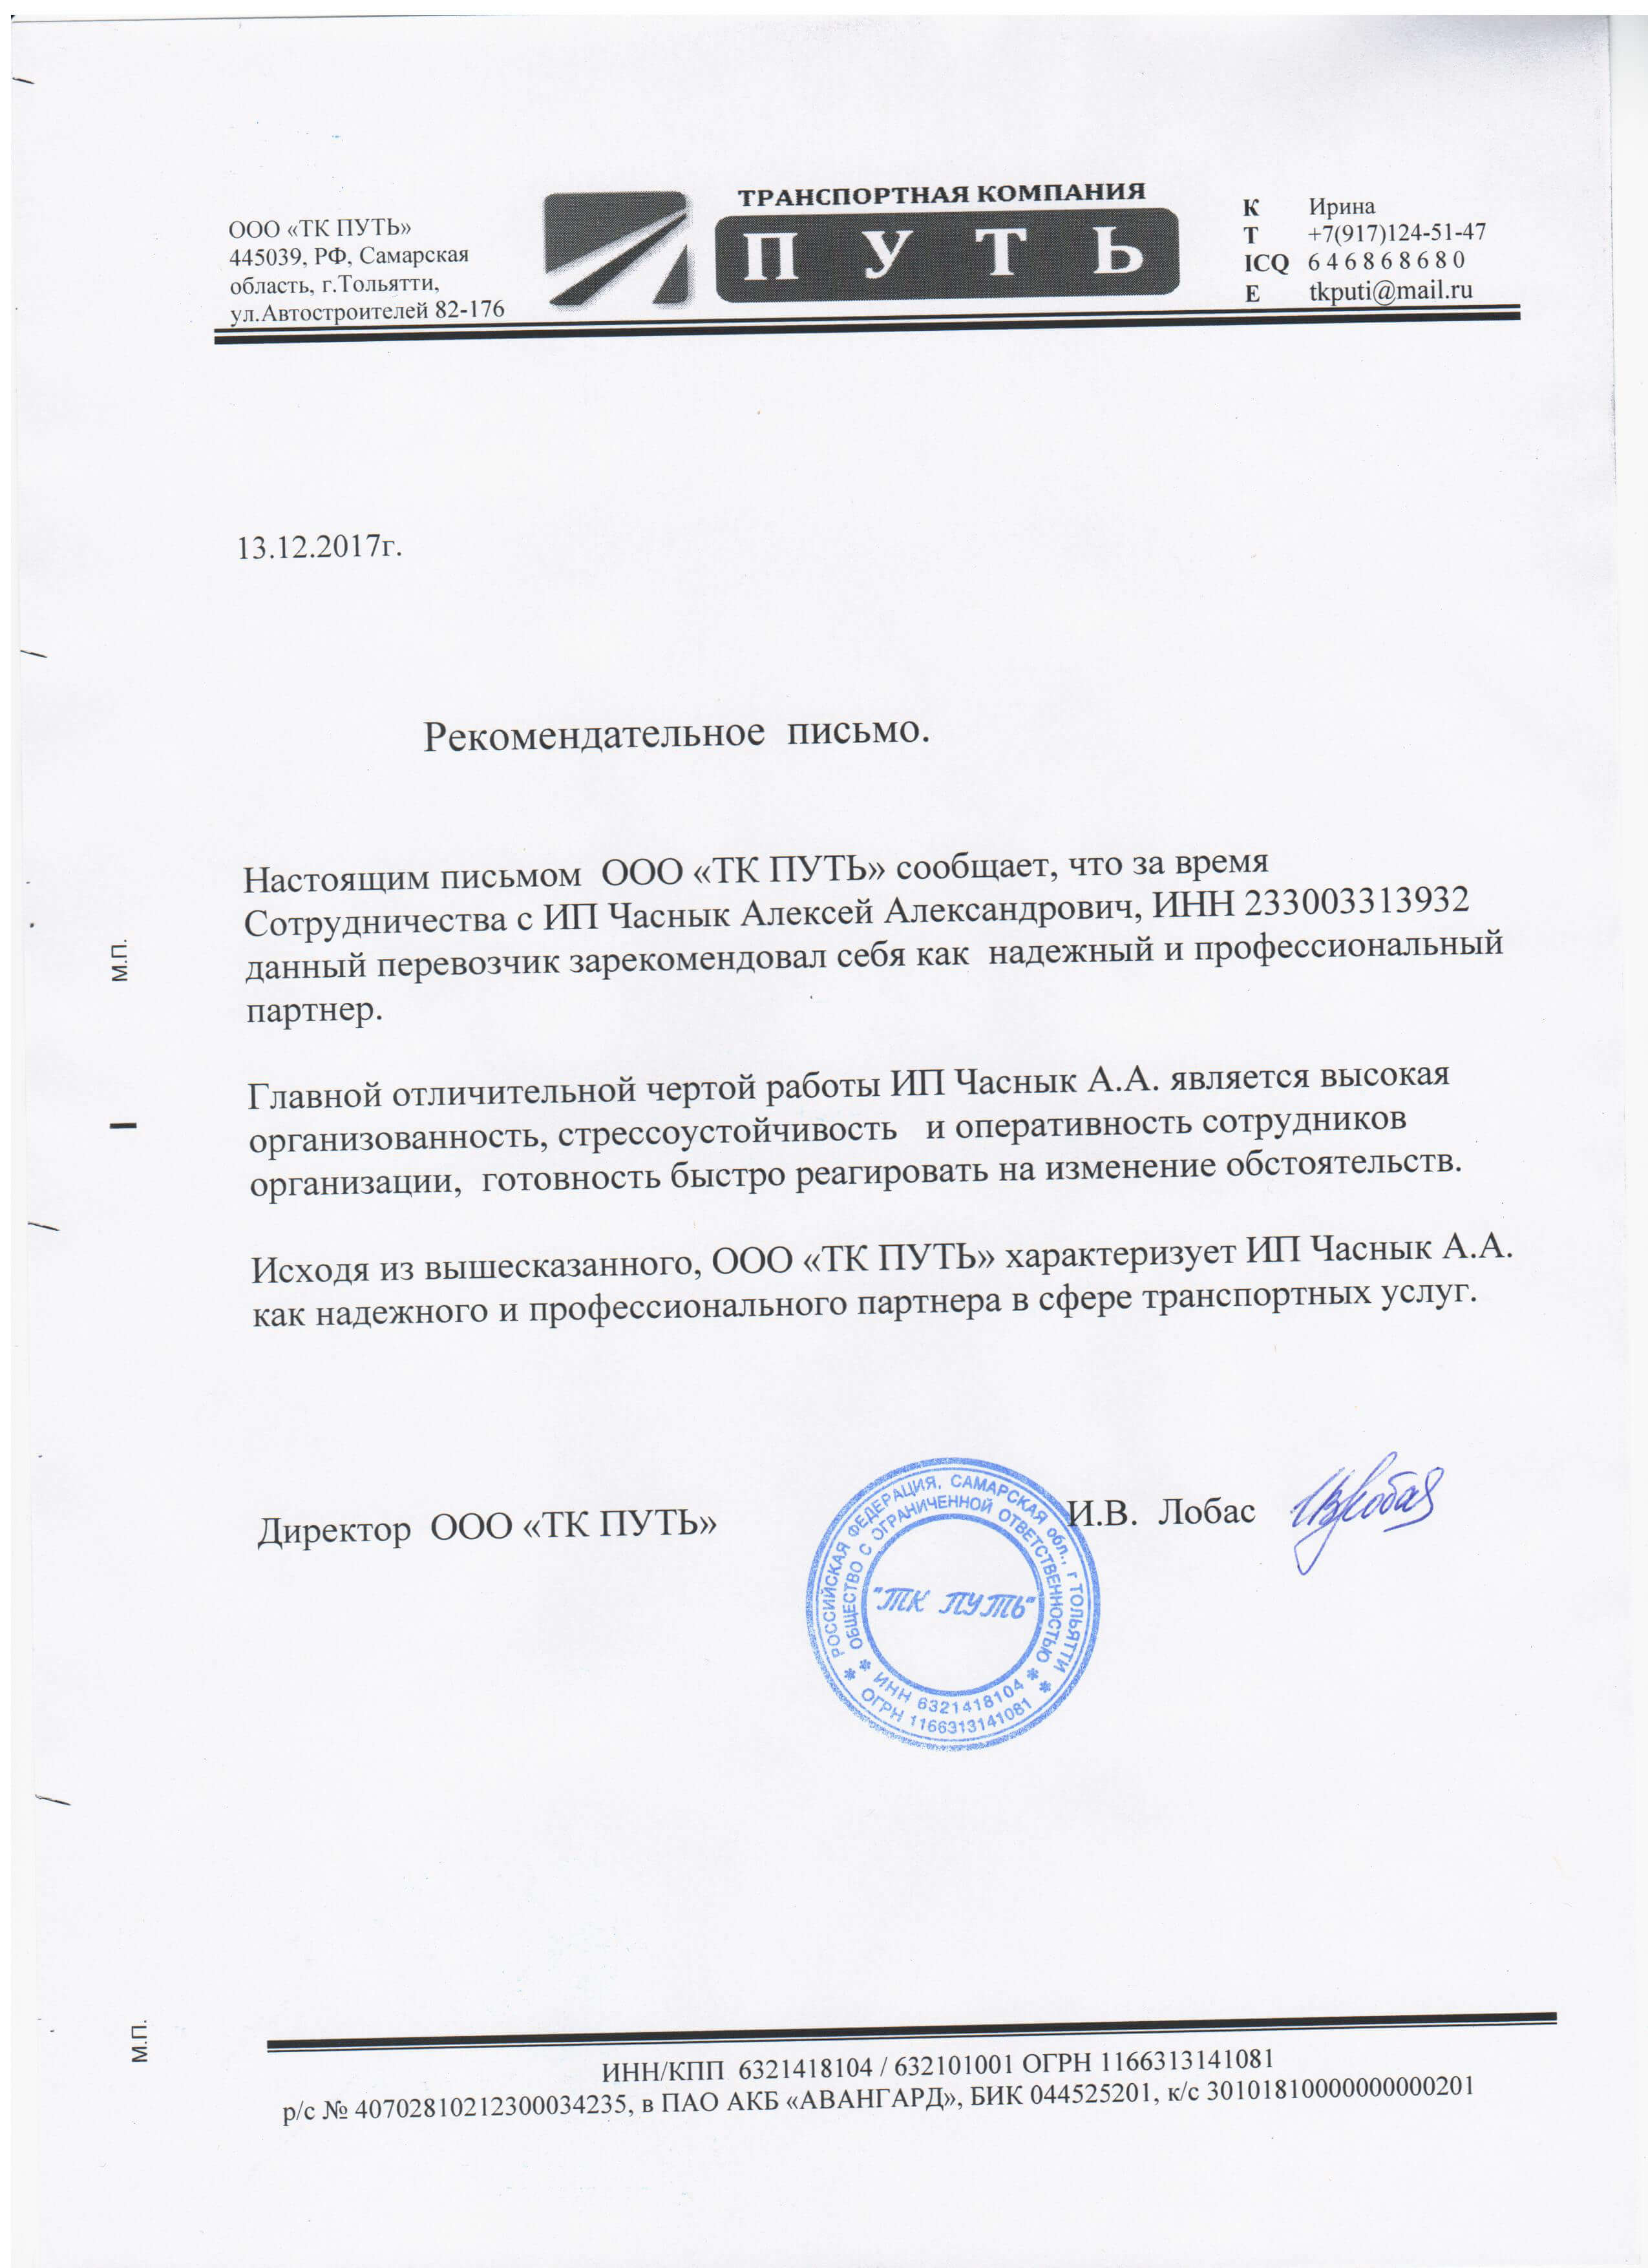 ООО «ТК ПУТЬ»
445039, РФ, Самарская
область, г.Тольятти,
ул.Автостроителей 82-176
ТРАНСПОРТНАЯ КОМПАНИЯ
П У Т Ь
К Ирина
Т +7(917)124-51-47
ICQ 6 4 6 8 6 8 6 8 0
E tkputi@mail.ru
13.12.2017г.
Рекомендательное письмо.
Настоящим письмом ООО «ТК ПУТЬ» сообщает, что за время
Сотрудничества с ИП Часнык Алексей Александрович, ИНН 233003313932
данный перевозчик зарекомендовал себя как надежный и профессиональный
партнер.
Главной отличительной чертой работы ИП Часнык А.А. является высокая
организованность, стрессоустойчивость и оперативность сотрудников
организации, готовность быстро реагировать на изменение обстоятельств.
Исходя из вышесказанного, ООО «ТК ПУТЬ» характеризует ИП Часнык А.А.
как надежного и профессионального партнера в сфере транспортных услуг.
Директор ООО «ТК ПУТЬ» И.В. Лобас
РОССИЙСКАЯ ФЕДЕРАЦИЯ, САМАРСКАЯ обл., г ТОЛЬЯТТИ
ОБЩЕСТВО С ОГРАНИЧЕННОЙ ОТВЕТСТВЕННОСТЬЮ
"ТК ПУТЬ"
* ИНН 6321418104 *
* ОГРН 1166313141081 *
М.П.
М.П.
ИНН/КПП 6321418104 / 632101001 ОГРН 1166313141081
р/с № 40702810212300034235, в ПАО АКБ «АВАНГАРД», БИК 044525201, к/с 30101810000000000201